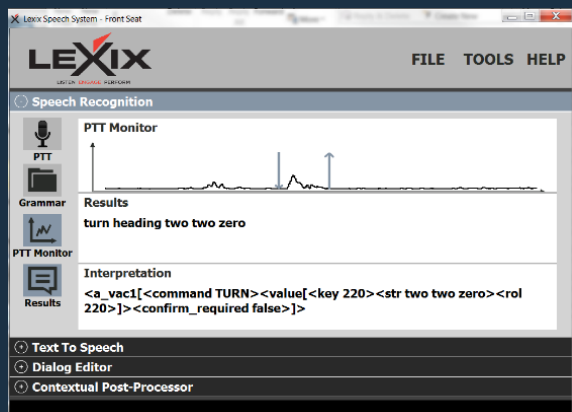 Lexix Speech System - Front Seat
LEXIX
LISTEN ENGAGE PERFORM
FILE TOOLS HELP
Speech Recognition
PTT
Grammar
PTT Monitor
Results
PTT Monitor
Results
turn heading two two zero
Interpretation
<a_vac1[<command TURN><value[<key 220><str two two zero><rol
220>]><confirm_required false>]>
Text To Speech
Dialog Editor
Contextual Post-Processor